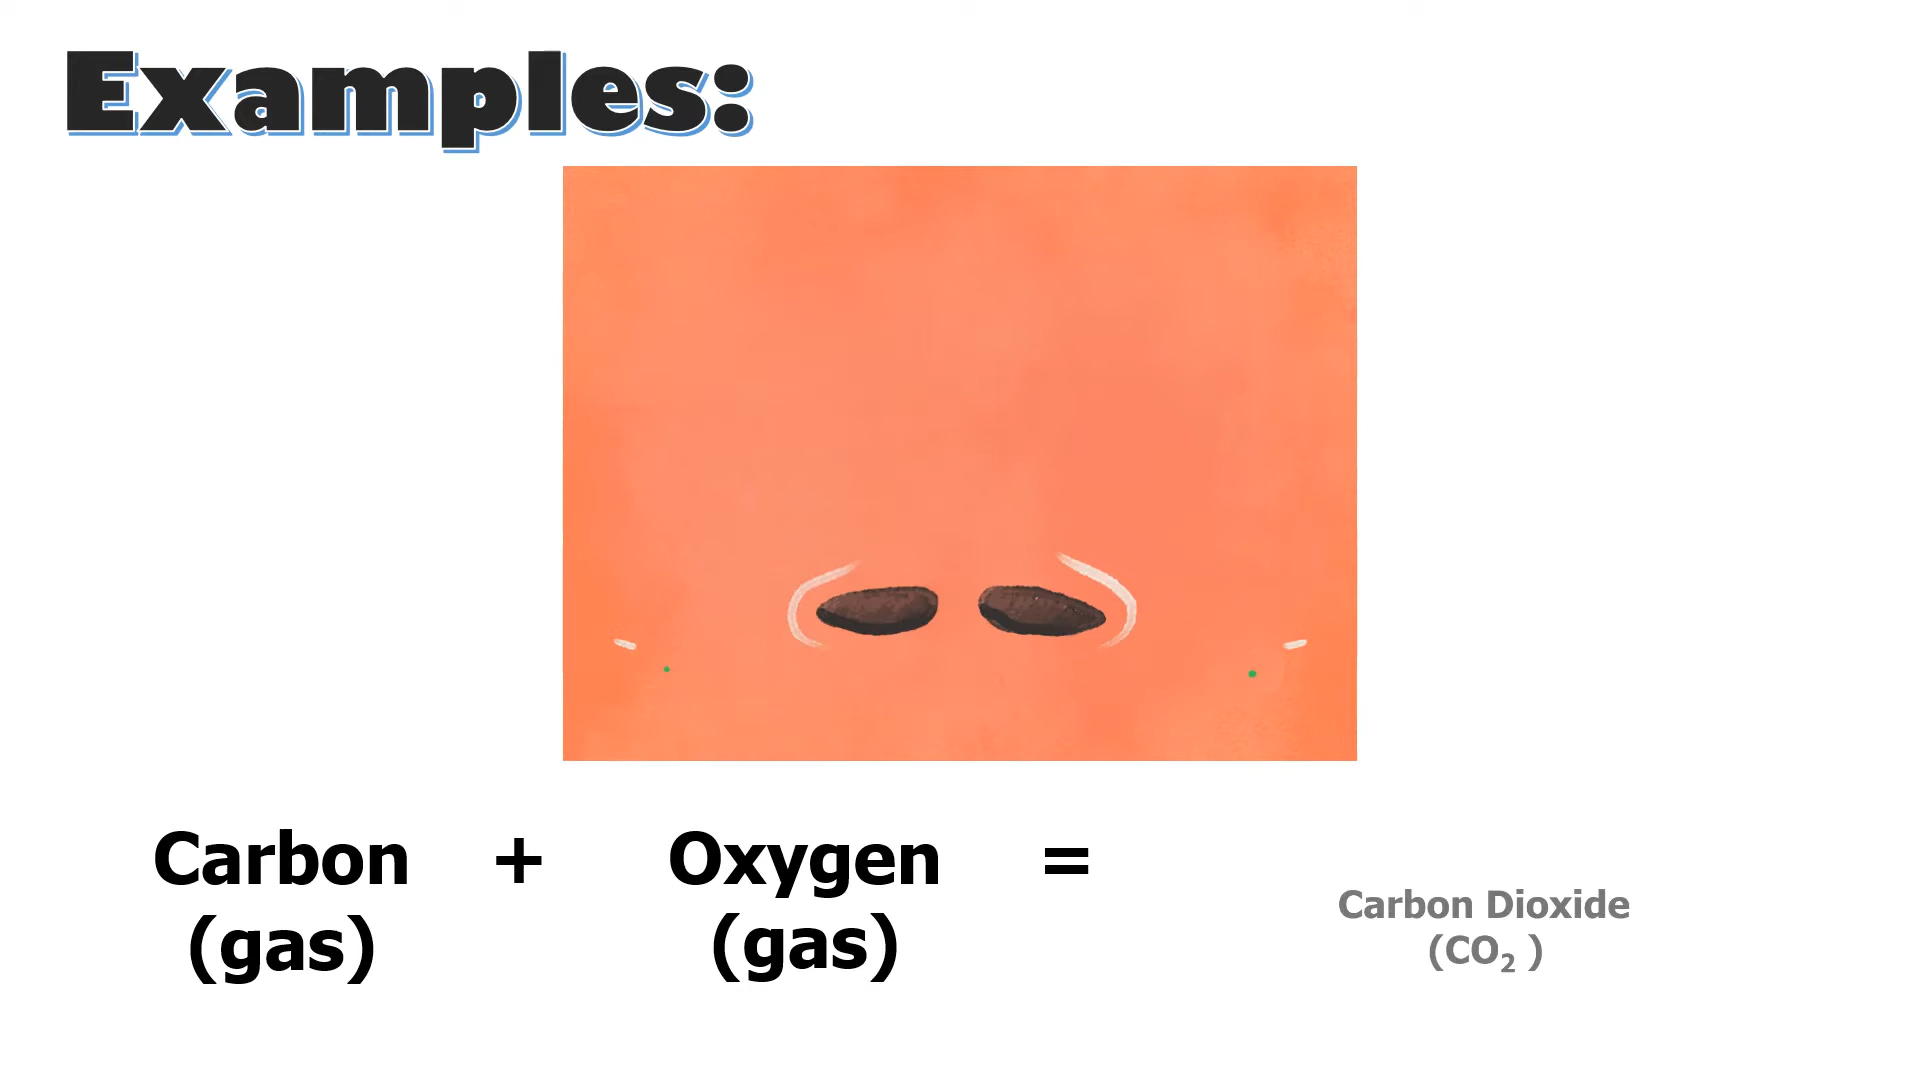 Examples:
Carbon + Oxygen =
(gas) (gas)
Carbon Dioxide
(CO₂ )